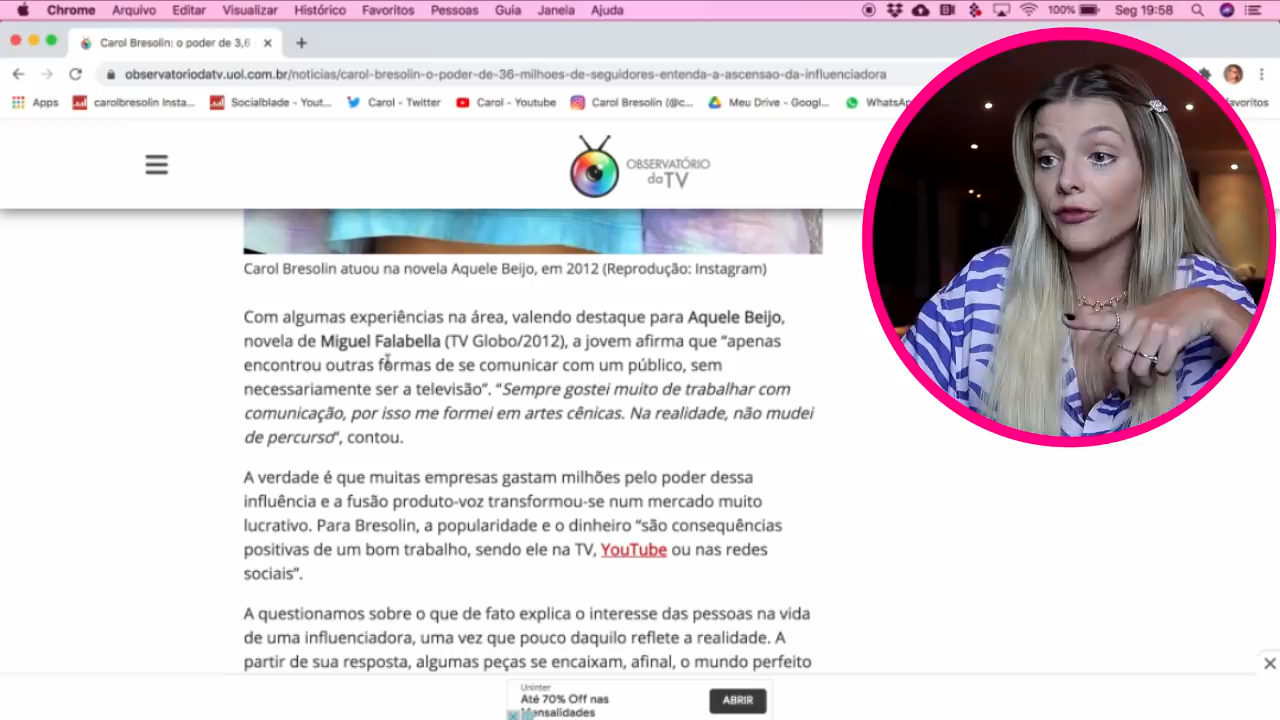 Chrome Arquivo Editar Visualizar Histórico Favoritos Pessoas Guia Janela Ajuda 100% Seg 19:58
Carol Bresolin: o poder de 3,6
observatoriodatv.uol.com.br/noticias/carol-bresolin-o-poder-de-36-milhoes-de-seguidores-entenda-a-ascensao-da-influenciadora
Apps carolbresolin Insta... Socialblade - Yout... Carol - Twitter Carol - Youtube Carol Bresolin (@c... Meu Drive - Googl... WhatsAp favoritos
OBSERVATÓRIO
da TV
Carol Bresolin atuou na novela Aquele Beijo, em 2012 (Reprodução: Instagram)
Com algumas experiências na área, valendo destaque para Aquele Beijo,
novela de Miguel Falabella (TV Globo/2012), a jovem afirma que “apenas
encontrou outras formas de se comunicar com um público, sem
necessariamente ser a televisão”. “Sempre gostei muito de trabalhar com
comunicação, por isso me formei em artes cênicas. Na realidade, não mudei
de percurso“, contou.
A verdade é que muitas empresas gastam milhões pelo poder dessa
influência e a fusão produto-voz transformou-se num mercado muito
lucrativo. Para Bresolin, a popularidade e o dinheiro “são consequências
positivas de um bom trabalho, sendo ele na TV, YouTube ou nas redes
sociais“.
A questionamos sobre o que de fato explica o interesse das pessoas na vida
de uma influenciadora, uma vez que pouco daquilo reflete a realidade. A
partir de sua resposta, algumas peças se encaixam, afinal, o mundo perfeito
Uninter
Até 70% Off nas
Mensalidades
ABRIR